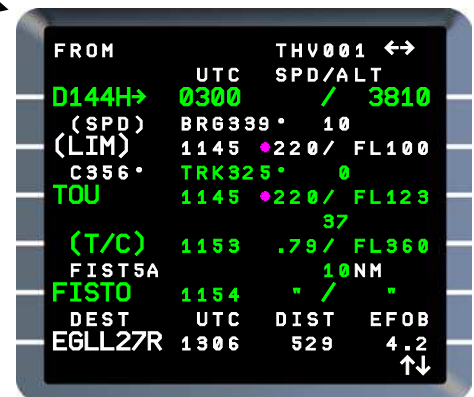 FROM THV001 ←→
UTC SPD/ALT
D144H→ 0300 / 3810
(SPD) BRG339° 10
(LIM) 1145 •220/ FL100
C356° TRK325° 0
TOU 1145 •220/ FL123
37
(T/C) 1153 .79/ FL360
FIST5A 10NM
FISTO 1154 " / "
DEST UTC DIST EFOB
EGLL27R 1306 529 4.2
↑↓